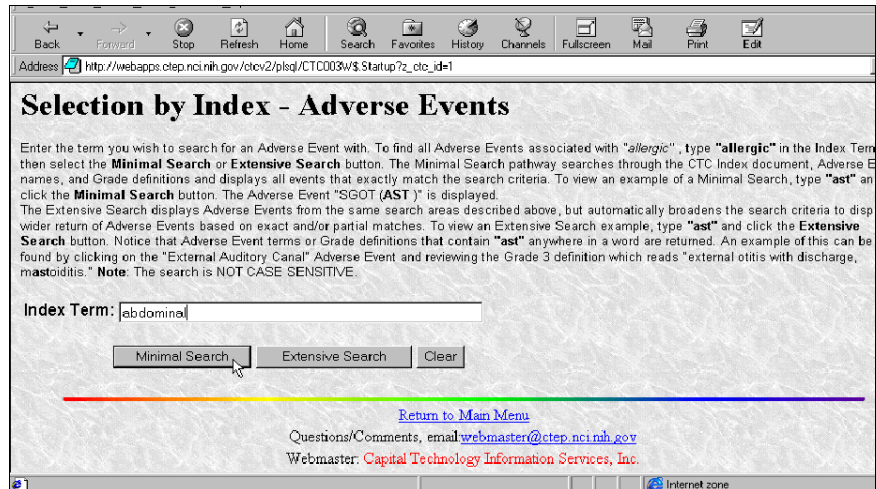 Back Forward Stop Refresh Home Search Favorites History Channels Fullscreen Mail Print Edit
Address http://webapps.ctep.nci.nih.gov/ctcv2/plsql/CTC003W$.Startup?z_ctc_id=1
Selection by Index - Adverse Events
Enter the term you wish to search for an Adverse Event with. To find all Adverse Events associated with "allergic" , type "allergic" in the Index Term
then select the Minimal Search or Extensive Search button. The Minimal Search pathway searches through the CTC Index document, Adverse E
names, and Grade definitions and displays all events that exactly match the search criteria. To view an example of a Minimal Search, type "ast" an
click the Minimal Search button. The Adverse Event "SGOT (AST )" is displayed.
The Extensive Search displays Adverse Events from the same search areas described above, but automatically broadens the search criteria to disp
wider return of Adverse Events based on exact and/or partial matches. To view an Extensive Search example, type "ast" and click the Extensive
Search button. Notice that Adverse Event terms or Grade definitions that contain "ast" anywhere in a word are returned. An example of this can be
found by clicking on the "External Auditory Canal" Adverse Event and reviewing the Grade 3 definition which reads "external otitis with discharge,
mastoiditis." Note: The search is NOT CASE SENSITIVE.
Index Term: abdominal
Minimal Search Extensive Search Clear
Return to Main Menu
Questions/Comments, email:webmaster@ctep.nci.nih.gov
Webmaster: Capital Technology Information Services, Inc.
Internet zone